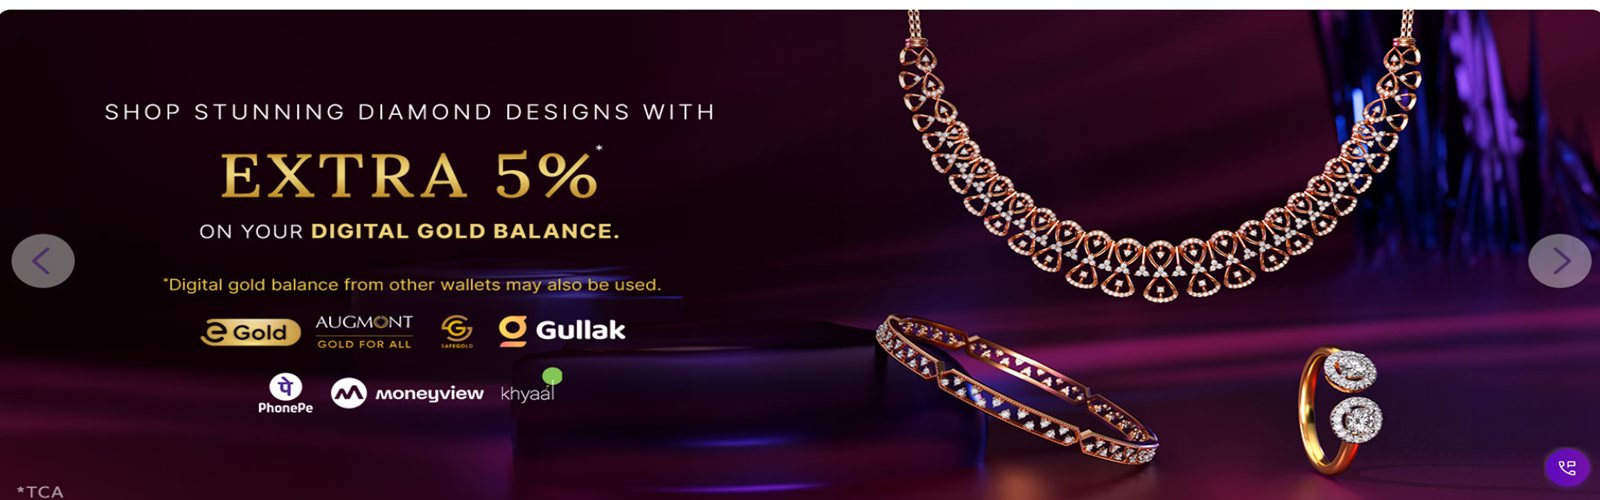 SHOP STUNNING DIAMOND DESIGNS WITH
EXTRA 5%*
ON YOUR DIGITAL GOLD BALANCE.
*Digital gold balance from other wallets may also be used.
e Gold AUGMONT GOLD FOR ALL SAFEGOLD Gullak
पे PhonePe moneyview khyaal
*TCA